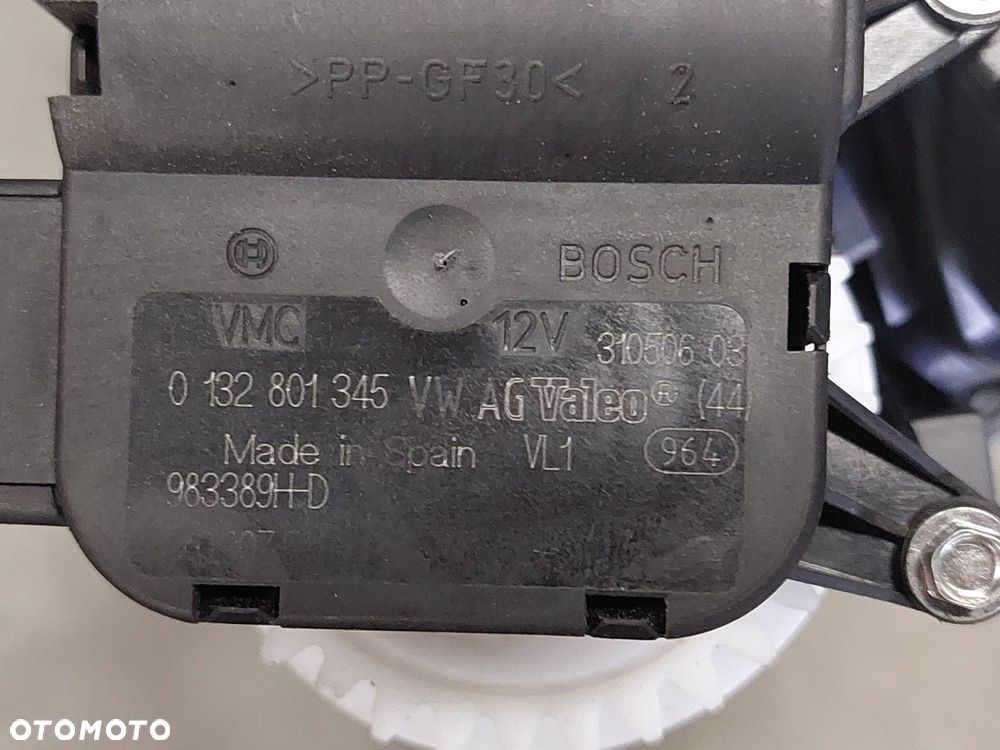 >PP-GF30< 2
BOSCH
VMC 12V 310506 03
0 132 801 345 VW AG Valeo® (44)
Made in Spain VL1 964
983389H-D
07
OTOMOTO